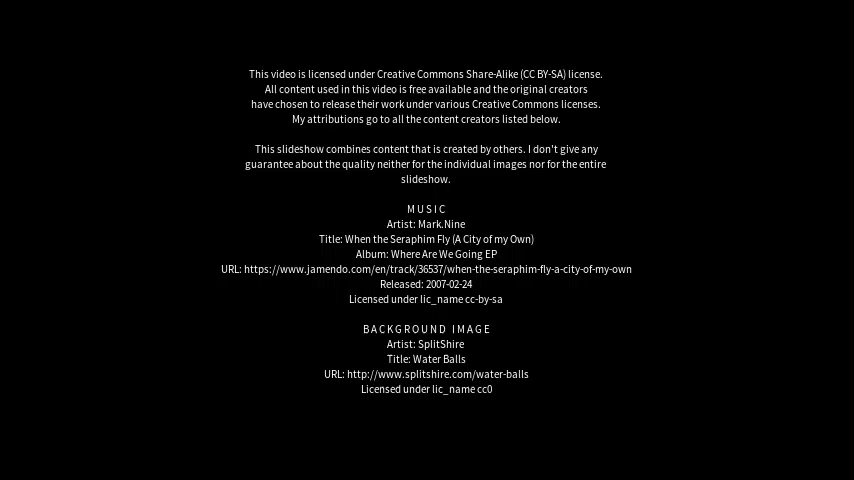 This video is licensed under Creative Commons Share-Alike (CC BY-SA) license.
All content used in this video is free available and the original creators
have chosen to release their work under various Creative Commons licenses.
My attributions go to all the content creators listed below.
This slideshow combines content that is created by others. I don't give any
guarantee about the quality neither for the individual images nor for the entire
slideshow.
MUSIC
Artist: Mark.Nine
Title: When the Seraphim Fly (A City of my Own)
Album: Where Are We Going EP
URL: https://www.jamendo.com/en/track/36537/when-the-seraphim-fly-a-city-of-my-own
Released: 2007-02-24
Licensed under lic_name cc-by-sa
BACKGROUND IMAGE
Artist: SplitShire
Title: Water Balls
URL: http://www.splitshire.com/water-balls
Licensed under lic_name cc0